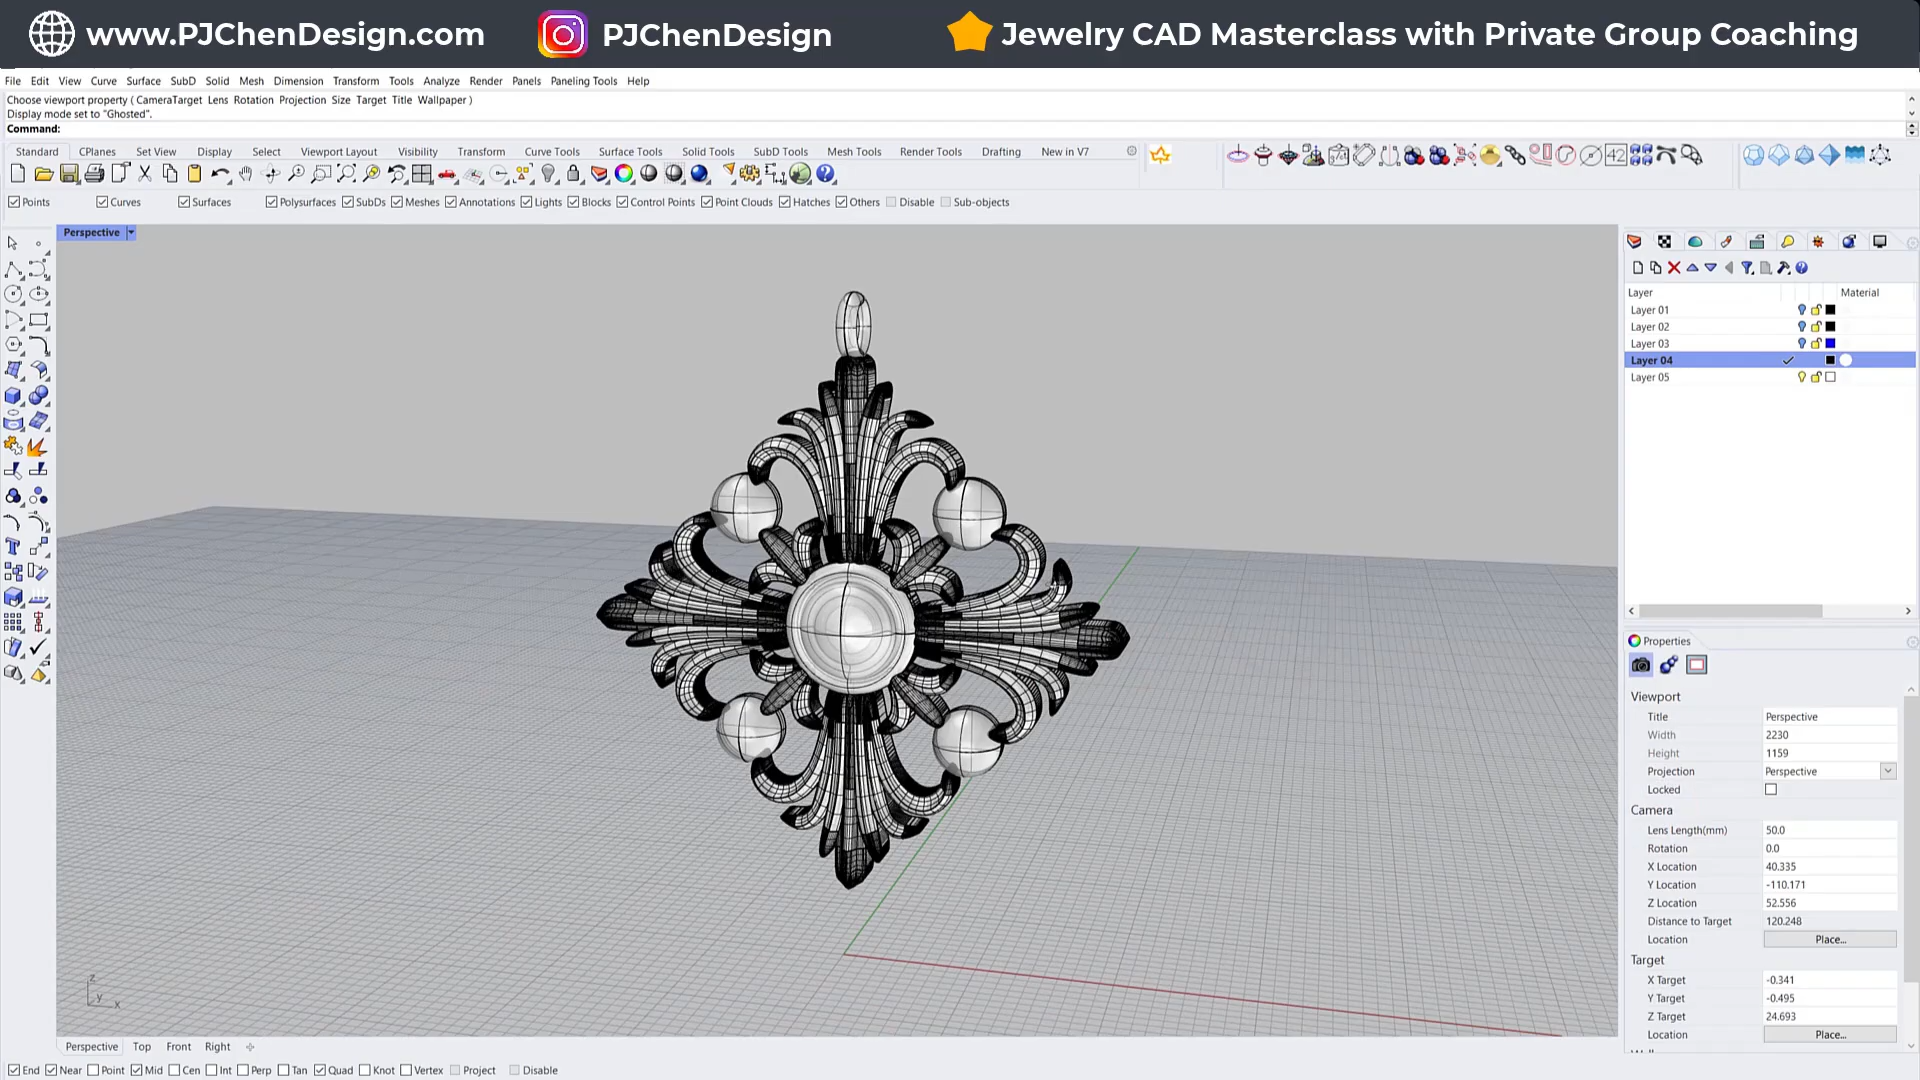 www.PJChenDesign.com PJChenDesign Jewelry CAD Masterclass with Private Group Coaching
File Edit View Curve Surface SubD Solid Mesh Dimension Transform Tools Analyze Render Panels Paneling Tools Help
Choose viewport property ( CameraTarget Lens Rotation Projection Size Target Title Wallpaper )
Display mode set to "Ghosted".
Command:
Standard CPlanes Set View Display Select Viewport Layout Visibility Transform Curve Tools Surface Tools Solid Tools SubD Tools Mesh Tools Render Tools Drafting New in V7
Points Curves Surfaces Polysurfaces SubDs Meshes Annotations Lights Blocks Control Points Point Clouds Hatches Others Disable Sub-objects
Perspective
Layer Material
Layer 01
Layer 02
Layer 03
Layer 04
Layer 05
Properties
Viewport
Title Perspective
Width 2230
Height 1159
Projection Perspective
Locked
Camera
Lens Length(mm) 50.0
Rotation 0.0
X Location 40.335
Y Location -110.171
Z Location 52.556
Distance to Target 120.248
Location Place...
Target
X Target -0.341
Y Target -0.495
Z Target 24.693
Location Place...
z
y x
Perspective Top Front Right
End Near Point Mid Cen Int Perp Tan Quad Knot Vertex Project Disable